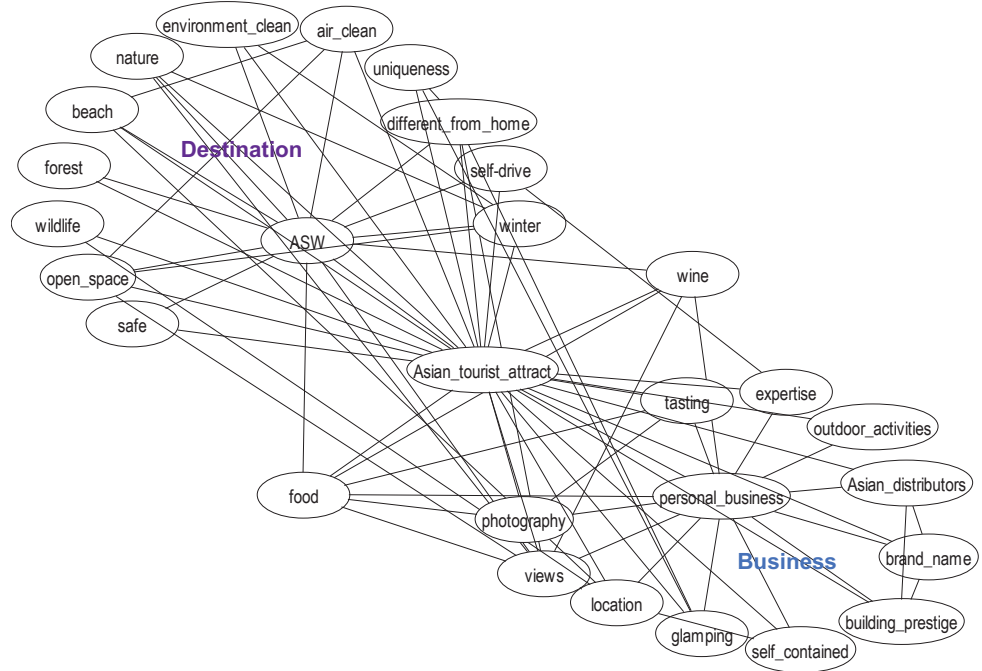 environment_clean
air_clean
nature
uniqueness
beach
different_from_home
Destination
forest
self-drive
wildlife
winter
ASW
open_space
wine
safe
Asian_tourist_attract
expertise
tasting
outdoor_activities
Asian_distributors
food
personal_business
photography
brand_name
Business
views
location
building_prestige
glamping
self_contained